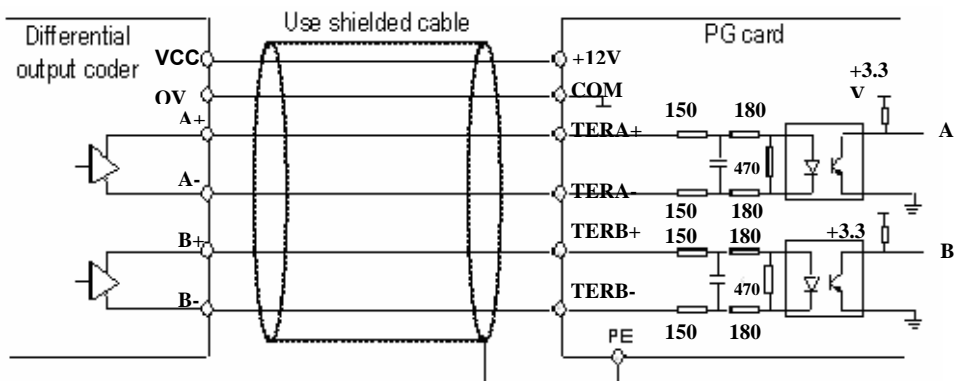 Use shielded cable
Differential
output coder
PG card
VCC
+12V
+3.3
V
OV
COM
A+
TERA+
150
180
A
470
A-
TERA-
150
180
B+
TERB+
150
180
+3.3
B
470
B-
TERB-
150
180
PE